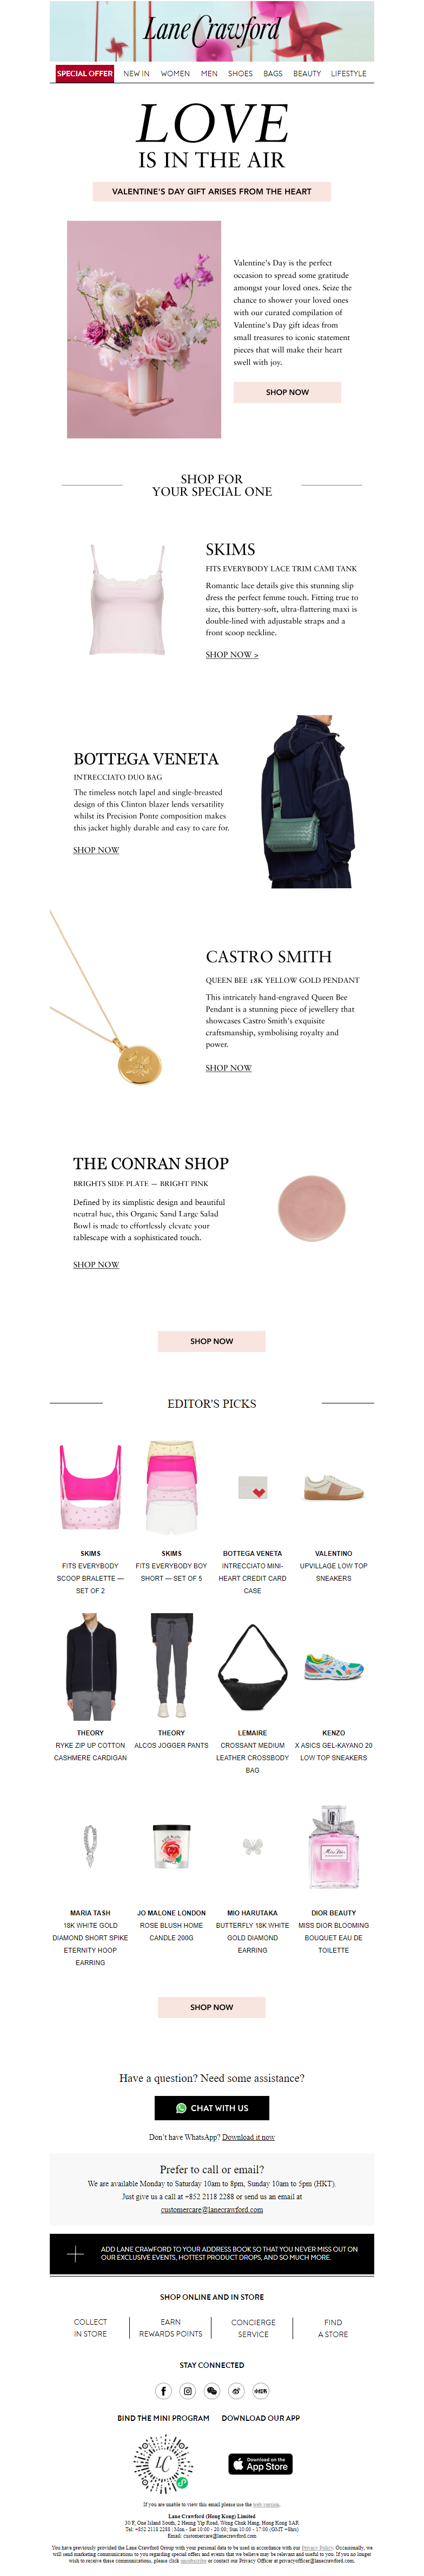 Lane Crawford
SPECIAL OFFER NEW IN WOMEN MEN SHOES BAGS BEAUTY LIFESTYLE
LOVE
IS IN THE AIR
VALENTINE'S DAY GIFT ARISES FROM THE HEART
Valentine's Day is the perfect
occasion to spread some gratitude
amongst your loved ones. Seize the
chance to shower your loved ones
with our curated compilation of
Valentine's Day gift ideas from
small treasures to iconic statement
pieces that will make their heart
swell with joy.
SHOP NOW
SHOP FOR
YOUR SPECIAL ONE
SKIMS
FITS EVERYBODY LACE TRIM CAMI TANK
Romantic lace details give this stunning slip
dress the perfect femme touch. Fitting true to
size, this buttery-soft, ultra-flattering maxi is
double-lined with adjustable straps and a
front scoop neckline.
SHOP NOW >
BOTTEGA VENETA
INTRECCIATO DUO BAG
The timeless notch lapel and single-breasted
design of this Clinton blazer lends versatility
whilst its Precision Ponte composition makes
this jacket highly durable and easy to care for.
SHOP NOW
CASTRO SMITH
QUEEN BEE 18K YELLOW GOLD PENDANT
This intricately hand-engraved Queen Bee
Pendant is a stunning piece of jewellery that
showcases Castro Smith's exquisite
craftsmanship, symbolising royalty and
power.
SHOP NOW
THE CONRAN SHOP
BRIGHTS SIDE PLATE — BRIGHT PINK
Defined by its simplistic design and beautiful
neutral hue, this Organic Sand Large Salad
Bowl is made to effortlessly elevate your
tablescape with a sophisticated touch.
SHOP NOW
SHOP NOW
EDITOR'S PICKS
SKIMS
FITS EVERYBODY
SCOOP BRALETTE —
SET OF 2
SKIMS
FITS EVERYBODY BOY
SHORT — SET OF 5
BOTTEGA VENETA
INTRECCIATO MINI-
HEART CREDIT CARD
CASE
VALENTINO
UPVILLAGE LOW TOP
SNEAKERS
THEORY
RYKE ZIP UP COTTON
CASHMERE CARDIGAN
THEORY
ALCOS JOGGER PANTS
LEMAIRE
CROSSANT MEDIUM
LEATHER CROSSBODY
BAG
KENZO
X ASICS GEL-KAYANO 20
LOW TOP SNEAKERS
Miss Dior
MARIA TASH
18K WHITE GOLD
DIAMOND SHORT SPIKE
ETERNITY HOOP
EARRING
JO MALONE LONDON
ROSE BLUSH HOME
CANDLE 200G
MIO HARUTAKA
BUTTERFLY 18K WHITE
GOLD DIAMOND
EARRING
DIOR BEAUTY
MISS DIOR BLOOMING
BOUQUET EAU DE
TOILETTE
SHOP NOW
Have a question? Need some assistance?
CHAT WITH US
Don't have WhatsApp? Download it now
Prefer to call or email?
We are available Monday to Saturday 10am to 8pm, Sunday 10am to 5pm (HKT).
Just give us a call at +852 2118 2288 or send us an email at
customercare@lanecrawford.com
ADD LANE CRAWFORD TO YOUR ADDRESS BOOK SO THAT YOU NEVER MISS OUT ON
OUR EXCLUSIVE EVENTS, HOTTEST PRODUCT DROPS, AND SO MUCH MORE.
SHOP ONLINE AND IN STORE
COLLECT
IN STORE
EARN
REWARDS POINTS
CONCIERGE
SERVICE
FIND
A STORE
STAY CONNECTED
小红书
BIND THE MINI PROGRAM DOWNLOAD OUR APP
LC
Download on the
App Store
If you are unable to view this email please use the web version.
Lane Crawford (Hong Kong) Limited
30/F, One Island South, 2 Heung Yip Road, Wong Chuk Hang, Hong Kong SAR
Tel: +852 2118 2288 | Mon - Sat 10:00 - 20:00; Sun 10:00 - 17:00 (GMT +8hrs)
Email: customercare@lanecrawford.com
You have previously provided the Lane Crawford Group with your personal data to be used in accordance with our Privacy Policy. Occasionally, we
will send marketing communications to you regarding special offers and events that we believe may be relevant and useful to you. If you no longer
wish to receive these communications, please click unsubscribe or contact our Privacy Officer at privacyofficer@lanecrawford.com.